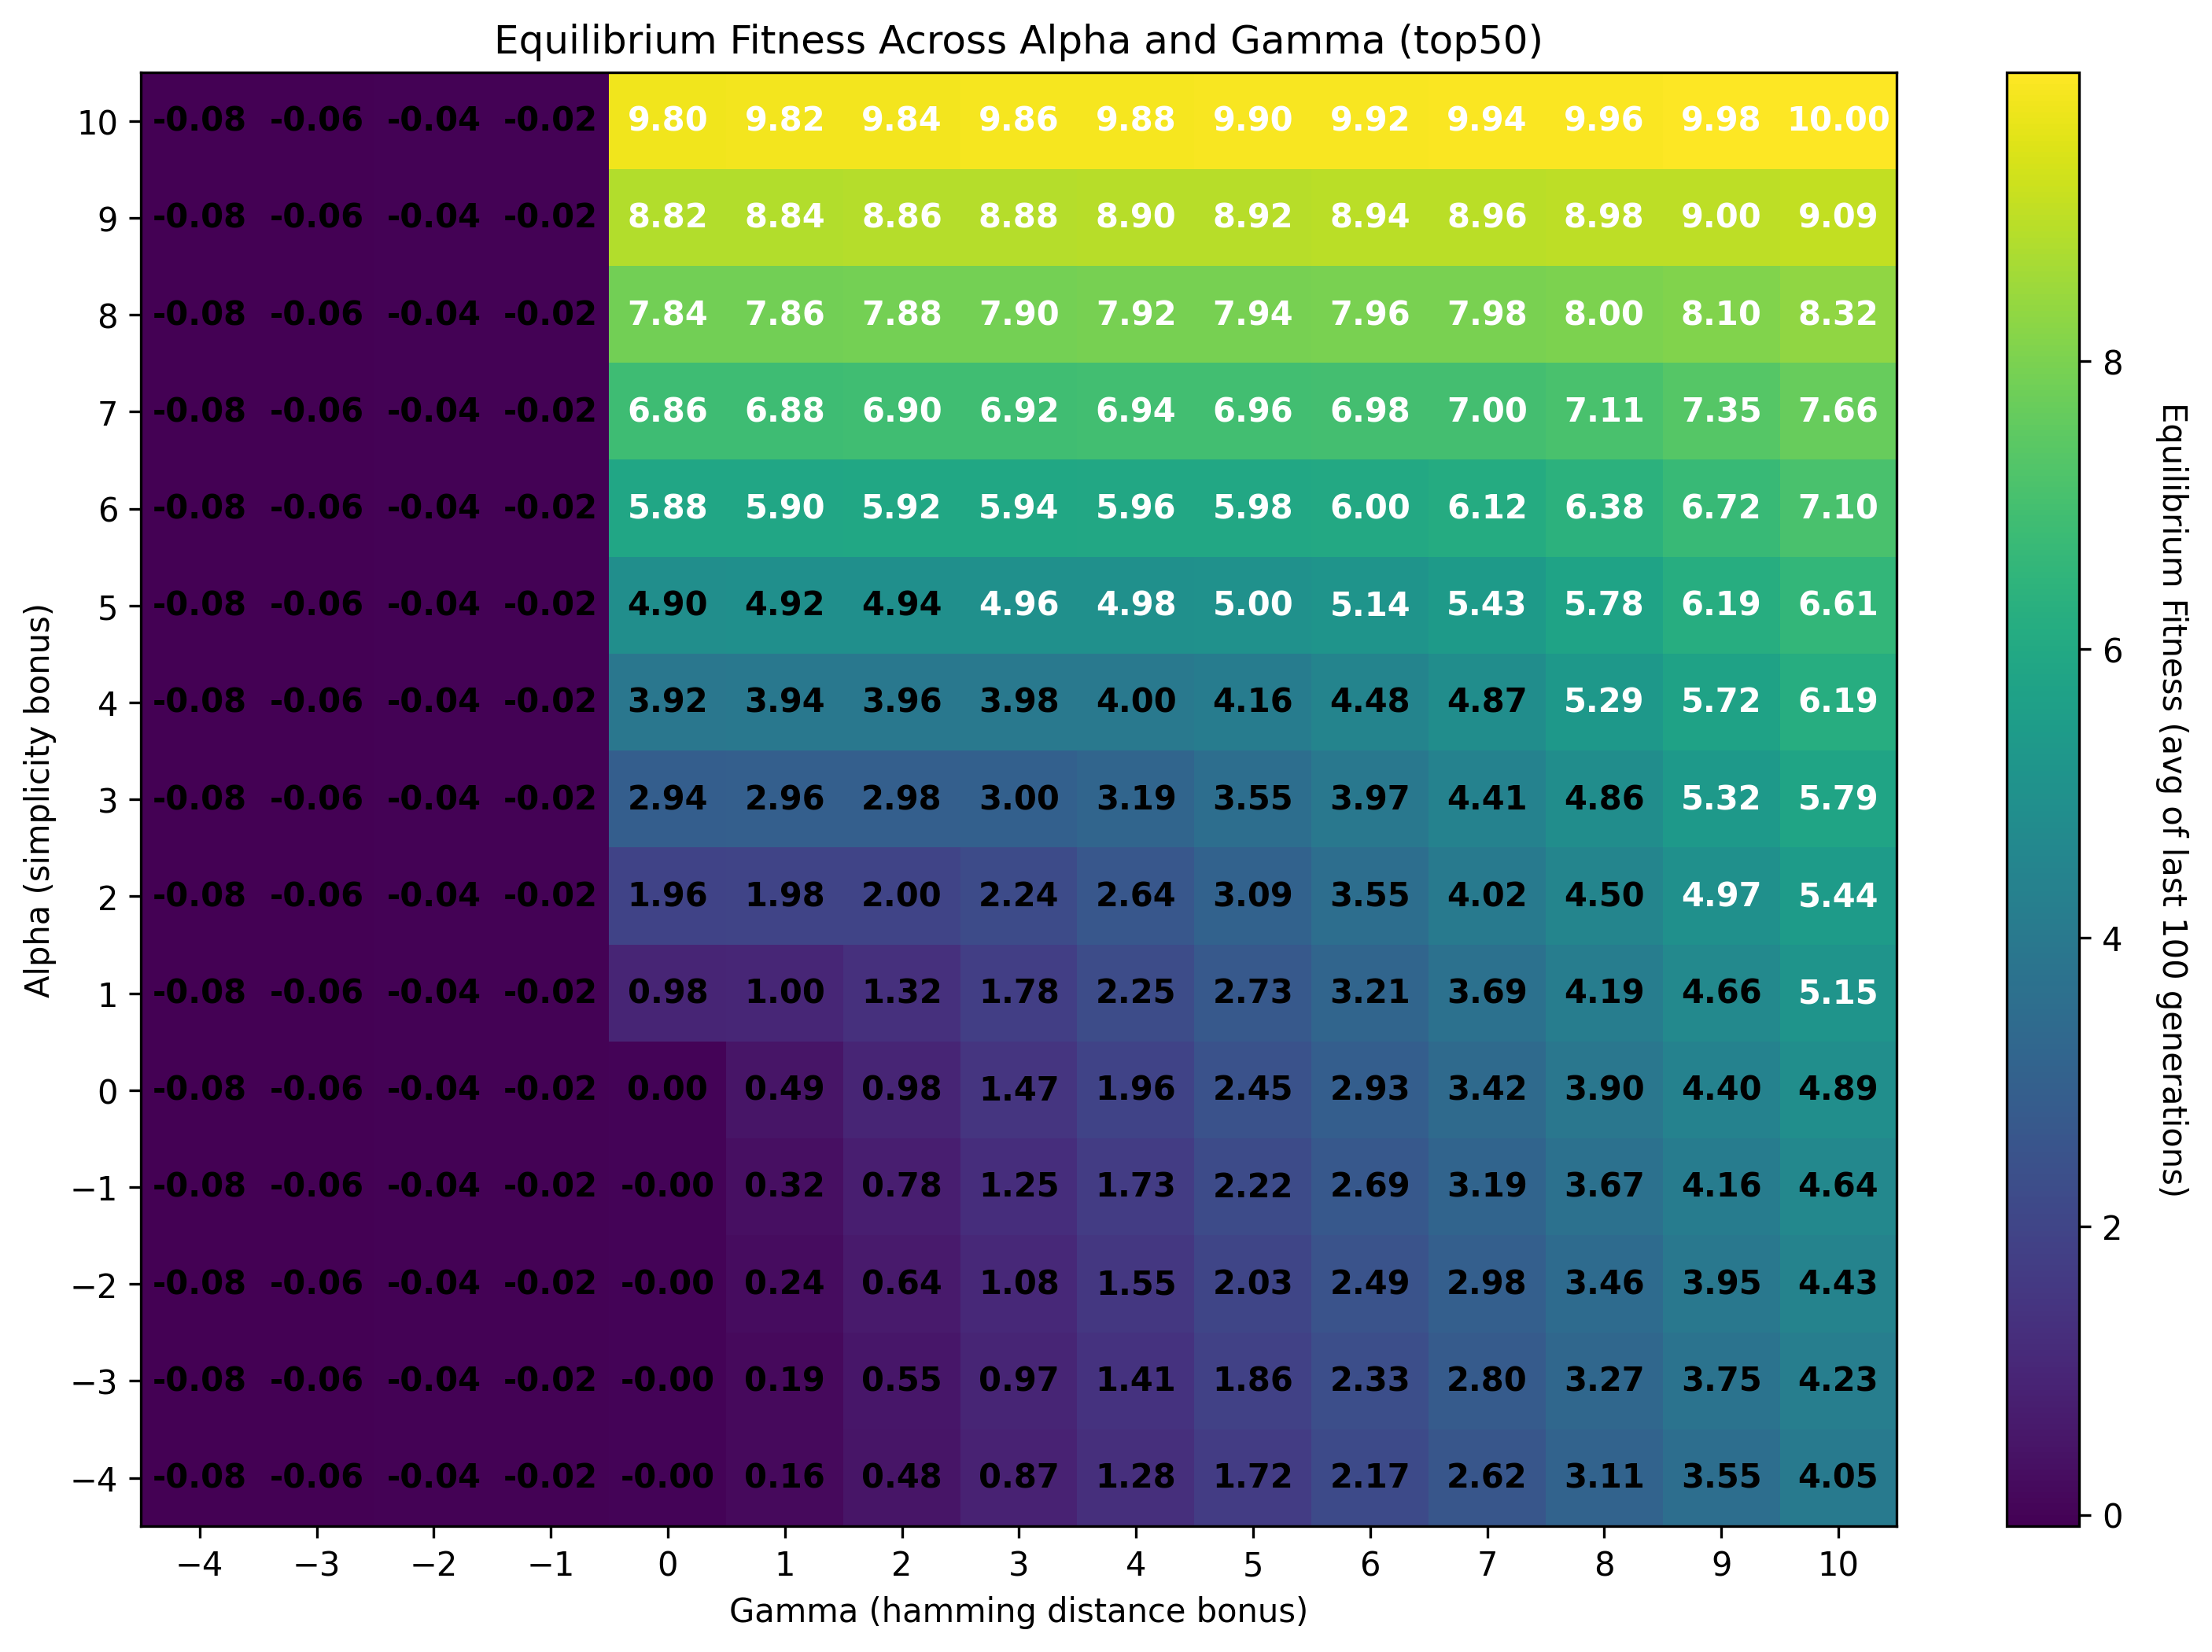 Equilibrium Fitness Across Alpha and Gamma (top50)
10 -0.08 -0.06 -0.04 -0.02 9.80 9.82 9.84 9.86 9.88 9.90 9.92 9.94 9.96 9.98 10.00
9 -0.08 -0.06 -0.04 -0.02 8.82 8.84 8.86 8.88 8.90 8.92 8.94 8.96 8.98 9.00 9.09
8 -0.08 -0.06 -0.04 -0.02 7.84 7.86 7.88 7.90 7.92 7.94 7.96 7.98 8.00 8.10 8.32
7 -0.08 -0.06 -0.04 -0.02 6.86 6.88 6.90 6.92 6.94 6.96 6.98 7.00 7.11 7.35 7.66
6 -0.08 -0.06 -0.04 -0.02 5.88 5.90 5.92 5.94 5.96 5.98 6.00 6.12 6.38 6.72 7.10
5 -0.08 -0.06 -0.04 -0.02 4.90 4.92 4.94 4.96 4.98 5.00 5.14 5.43 5.78 6.19 6.61
4 -0.08 -0.06 -0.04 -0.02 3.92 3.94 3.96 3.98 4.00 4.16 4.48 4.87 5.29 5.72 6.19
3 -0.08 -0.06 -0.04 -0.02 2.94 2.96 2.98 3.00 3.19 3.55 3.97 4.41 4.86 5.32 5.79
2 -0.08 -0.06 -0.04 -0.02 1.96 1.98 2.00 2.24 2.64 3.09 3.55 4.02 4.50 4.97 5.44
1 -0.08 -0.06 -0.04 -0.02 0.98 1.00 1.32 1.78 2.25 2.73 3.21 3.69 4.19 4.66 5.15
0 -0.08 -0.06 -0.04 -0.02 0.00 0.49 0.98 1.47 1.96 2.45 2.93 3.42 3.90 4.40 4.89
−1 -0.08 -0.06 -0.04 -0.02 -0.00 0.32 0.78 1.25 1.73 2.22 2.69 3.19 3.67 4.16 4.64
−2 -0.08 -0.06 -0.04 -0.02 -0.00 0.24 0.64 1.08 1.55 2.03 2.49 2.98 3.46 3.95 4.43
−3 -0.08 -0.06 -0.04 -0.02 -0.00 0.19 0.55 0.97 1.41 1.86 2.33 2.80 3.27 3.75 4.23
−4 -0.08 -0.06 -0.04 -0.02 -0.00 0.16 0.48 0.87 1.28 1.72 2.17 2.62 3.11 3.55 4.05
−4 −3 −2 −1 0 1 2 3 4 5 6 7 8 9 10
Gamma (hamming distance bonus)
Alpha (simplicity bonus)
8
6
4
2
0
Equilibrium Fitness (avg of last 100 generations)